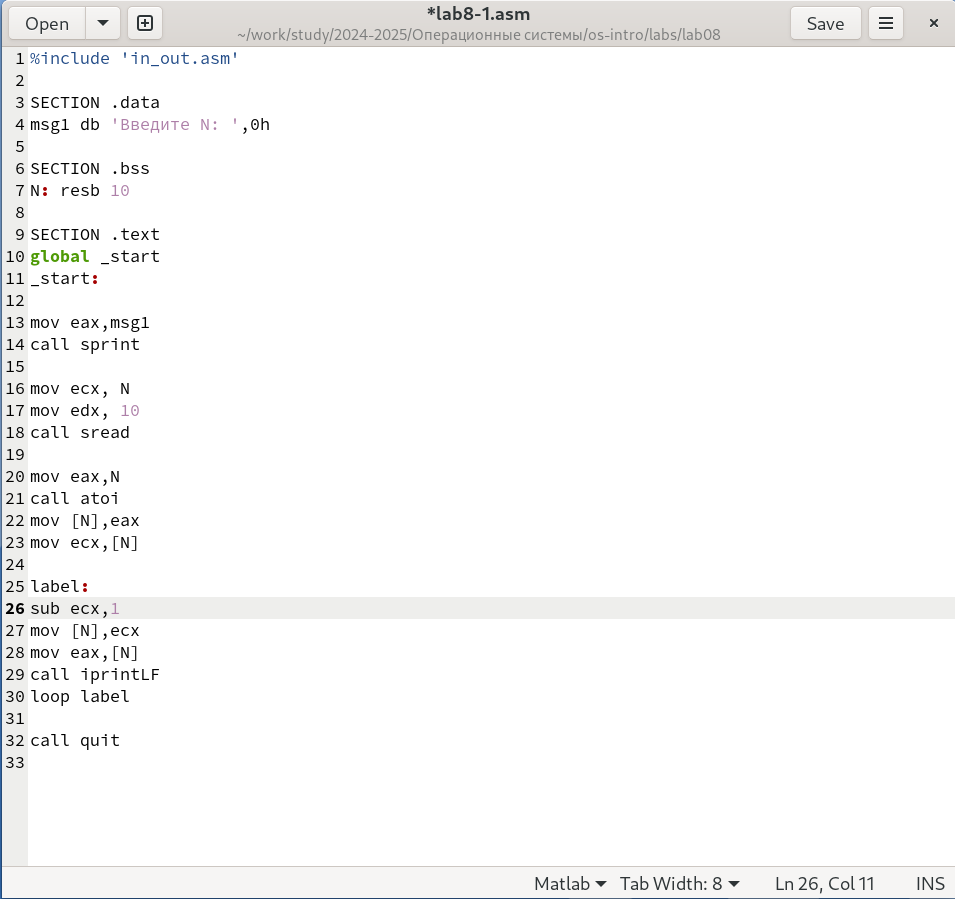 Open
*lab8-1.asm
~/work/study/2024-2025/Операционные системы/os-intro/labs/lab08
Save
1 %include 'in_out.asm'
2
3 SECTION .data
4 msg1 db 'Введите N: ',0h
5
6 SECTION .bss
7 N: resb 10
8
9 SECTION .text
10 global _start
11 _start:
12
13 mov eax,msg1
14 call sprint
15
16 mov ecx, N
17 mov edx, 10
18 call sread
19
20 mov eax,N
21 call atoi
22 mov [N],eax
23 mov ecx,[N]
24
25 label:
26 sub ecx,1
27 mov [N],ecx
28 mov eax,[N]
29 call iprintLF
30 loop label
31
32 call quit
33
Matlab Tab Width: 8 Ln 26, Col 11 INS